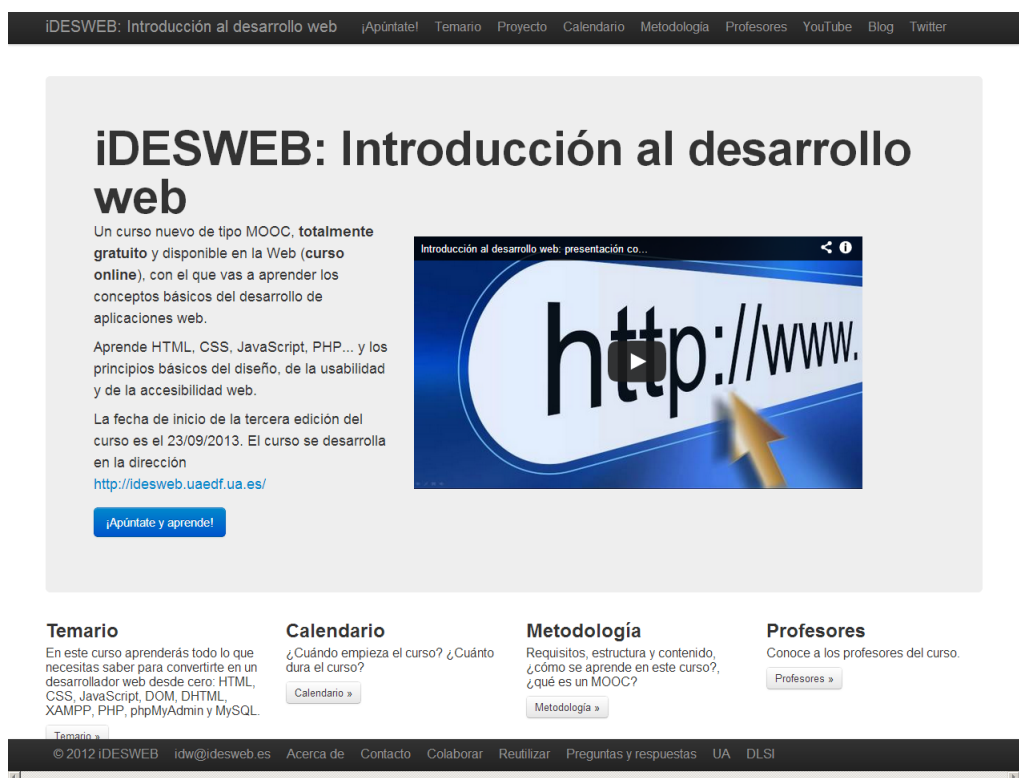 iDESWEB: Introducción al desarrollo web ¡Apúntate! Temario Proyecto Calendario Metodología Profesores YouTube Blog Twitter
iDESWEB: Introducción al desarrollo
web
Un curso nuevo de tipo MOOC, totalmente
gratuito y disponible en la Web (curso
online), con el que vas a aprender los
conceptos básicos del desarrollo de
aplicaciones web.
Aprende HTML, CSS, JavaScript, PHP... y los
principios básicos del diseño, de la usabilidad
y de la accesibilidad web.
La fecha de inicio de la tercera edición del
curso es el 23/09/2013. El curso se desarrolla
en la dirección
http://idesweb.uaedf.ua.es/
¡Apúntate y aprende!
Introducción al desarrollo web: presentación co...
http://www.
Temario
En este curso aprenderás todo lo que
necesitas saber para convertirte en un
desarrollador web desde cero: HTML,
CSS, JavaScript, DOM, DHTML,
XAMPP, PHP, phpMyAdmin y MySQL.
Temario »
Calendario
¿Cuándo empieza el curso? ¿Cuánto
dura el curso?
Calendario »
Metodología
Requisitos, estructura y contenido,
¿cómo se aprende en este curso?,
¿qué es un MOOC?
Metodología »
Profesores
Conoce a los profesores del curso.
Profesores »
© 2012 iDESWEB idw@idesweb.es Acerca de Contacto Colaborar Reutilizar Preguntas y respuestas UA DLSI